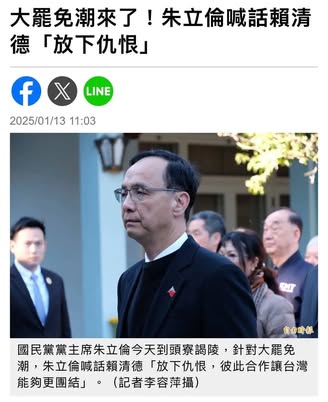 大罷免潮來了！朱立倫喊話賴清
德「放下仇恨」
f
X
LINE
2025/01/13 11:03
自由時報
國民黨黨主席朱立倫今天到頭寮謁陵，針對大罷免
潮，朱立倫喊話賴清德「放下仇恨，彼此合作讓台灣
能夠更團結」。（記者李容萍攝）